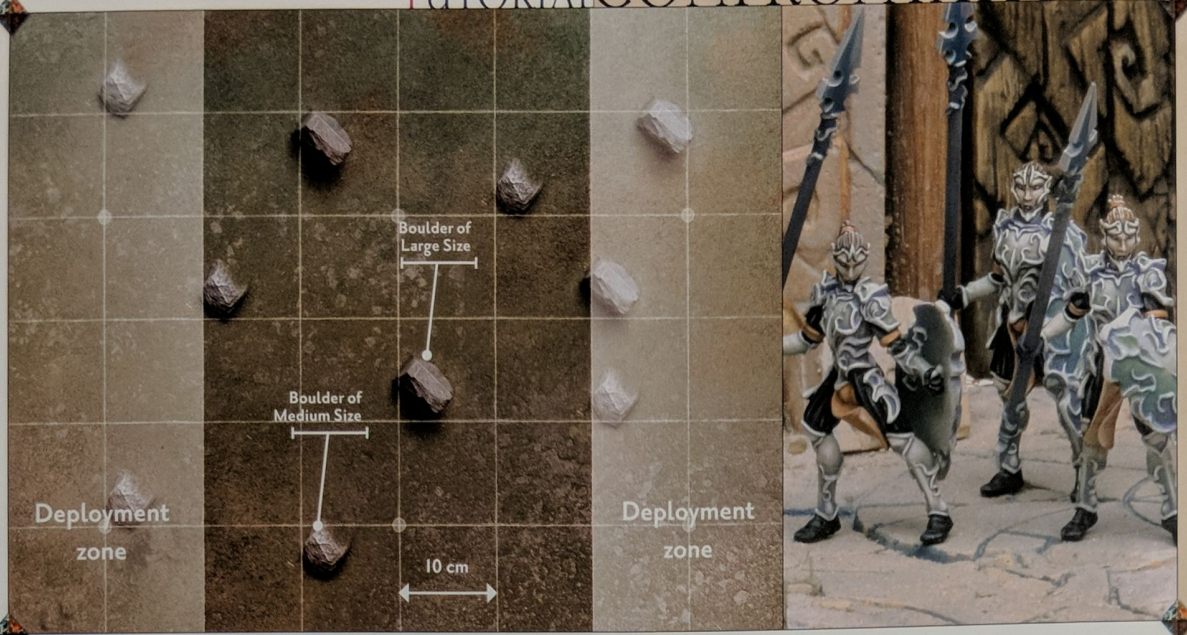 Boulder of
Large Size
Boulder of
Medium Size
Deployment
zone
Deployment
zone
10 cm